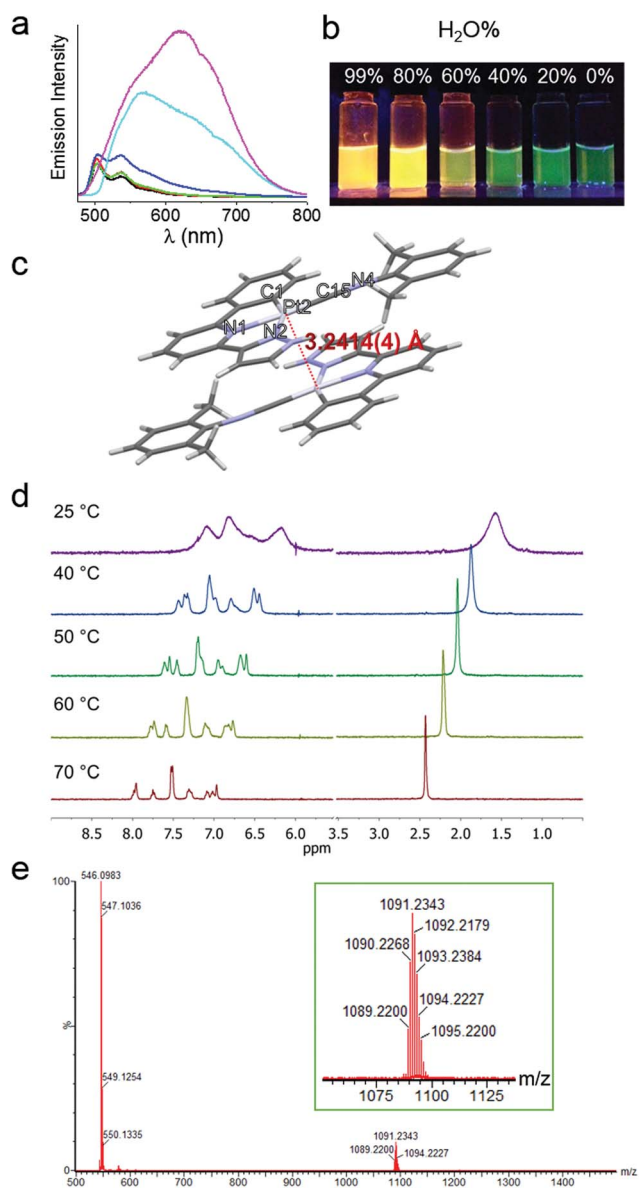 a
Emission Intensity
500 600 700 800
λ (nm)
b
H₂O%
99% 80% 60% 40% 20% 0%
c
C1
Pt2
C15
N4
N1
N2
3.2414(4) Å
d
25 °C
40 °C
50 °C
60 °C
70 °C
8.5 8.0 7.5 7.0 6.5 6.0 3.5 3.0 2.5 2.0 1.5 1.0
ppm
e
100
%
0
546.0983
547.1036
549.1254
550.1335
1091.2343
1089.2200
1094.2227
500 600 700 800 900 1000 1100 1200 1300 1400
m/z
1091.2343
1092.2179
1090.2268
1093.2384
1089.2200
1094.2227
1095.2200
1075 1100 1125
m/z